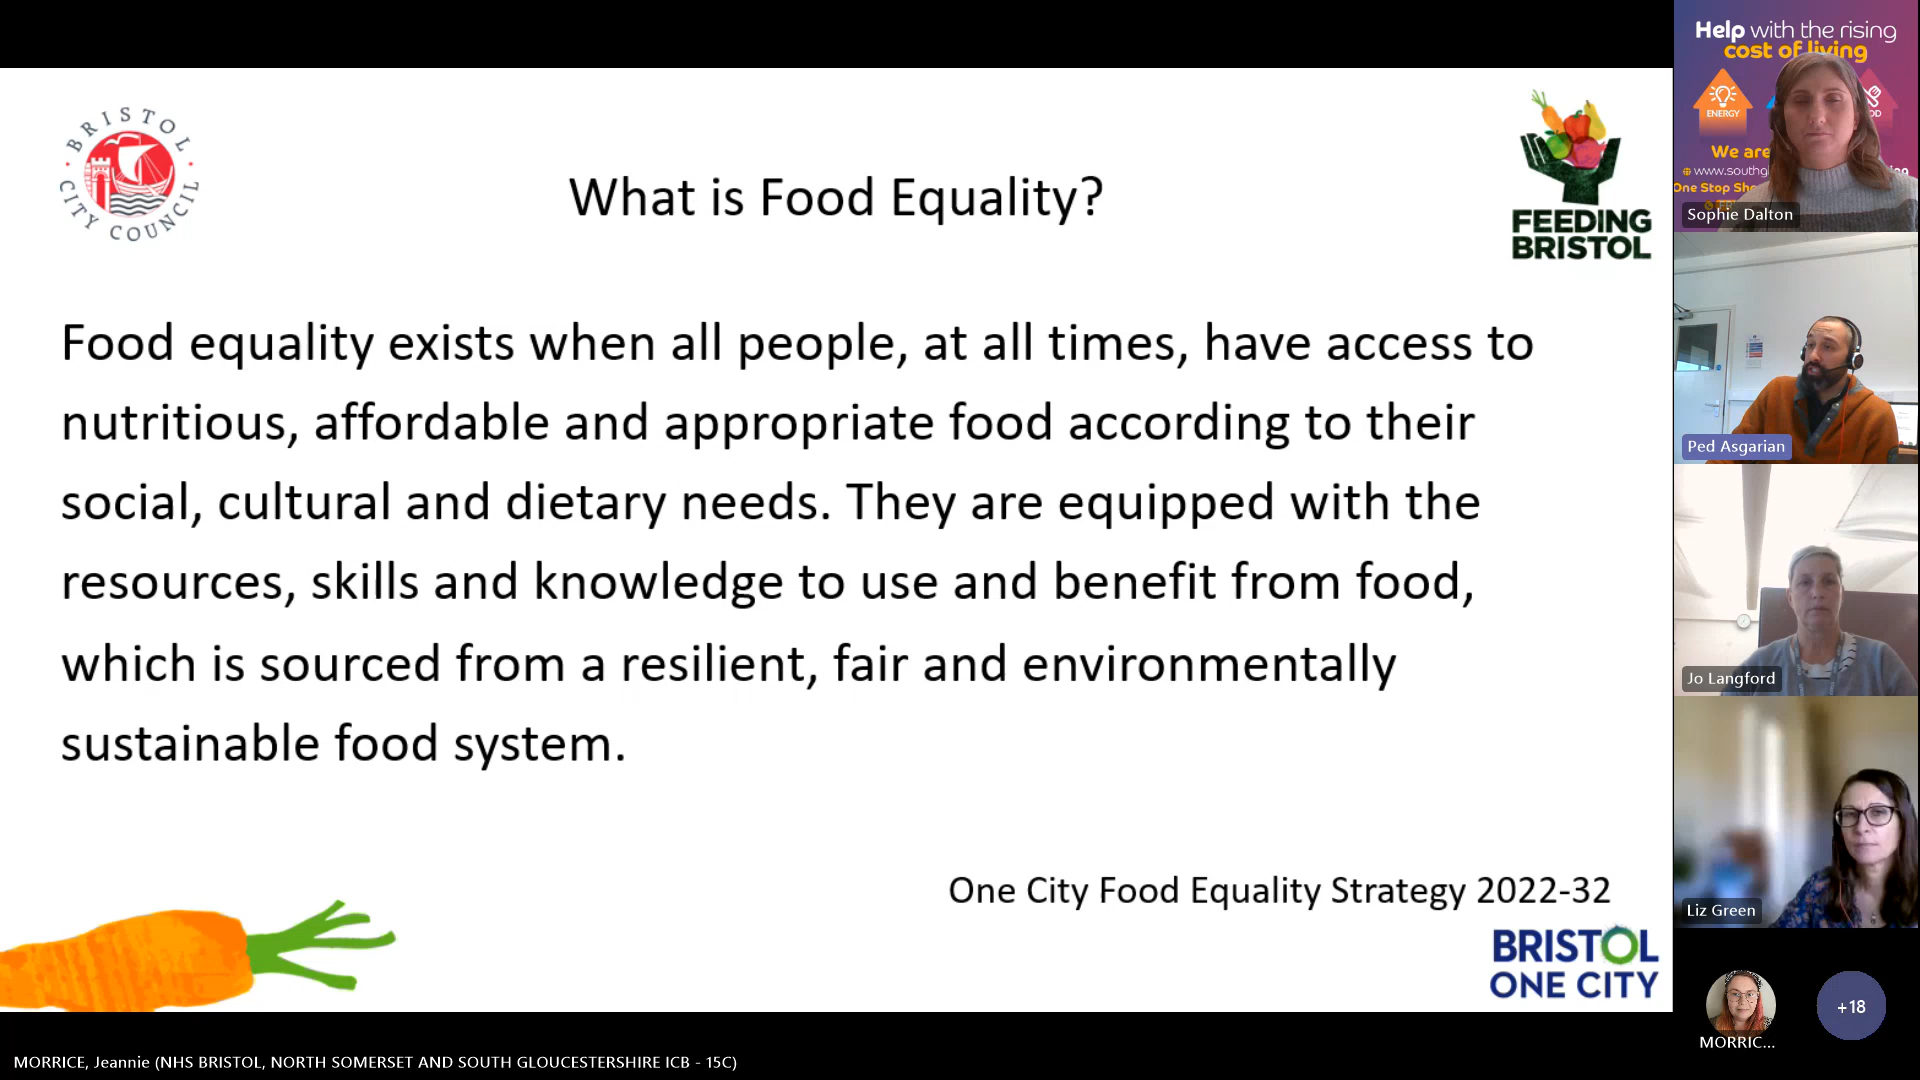 BRISTOL CITY COUNCIL
What is Food Equality?
FEEDING
BRISTOL
Food equality exists when all people, at all times, have access to
nutritious, affordable and appropriate food according to their
social, cultural and dietary needs. They are equipped with the
resources, skills and knowledge to use and benefit from food,
which is sourced from a resilient, fair and environmentally
sustainable food system.
One City Food Equality Strategy 2022-32
BRISTOL
ONE CITY
Help with the rising
cost of living
ENERGY
We are
www.southgl
One Stop Sho
Sophie Dalton
Ped Asgarian
Jo Langford
Liz Green
MORRIC...
+18
MORRICE, Jeannie (NHS BRISTOL, NORTH SOMERSET AND SOUTH GLOUCESTERSHIRE ICB - 15C)